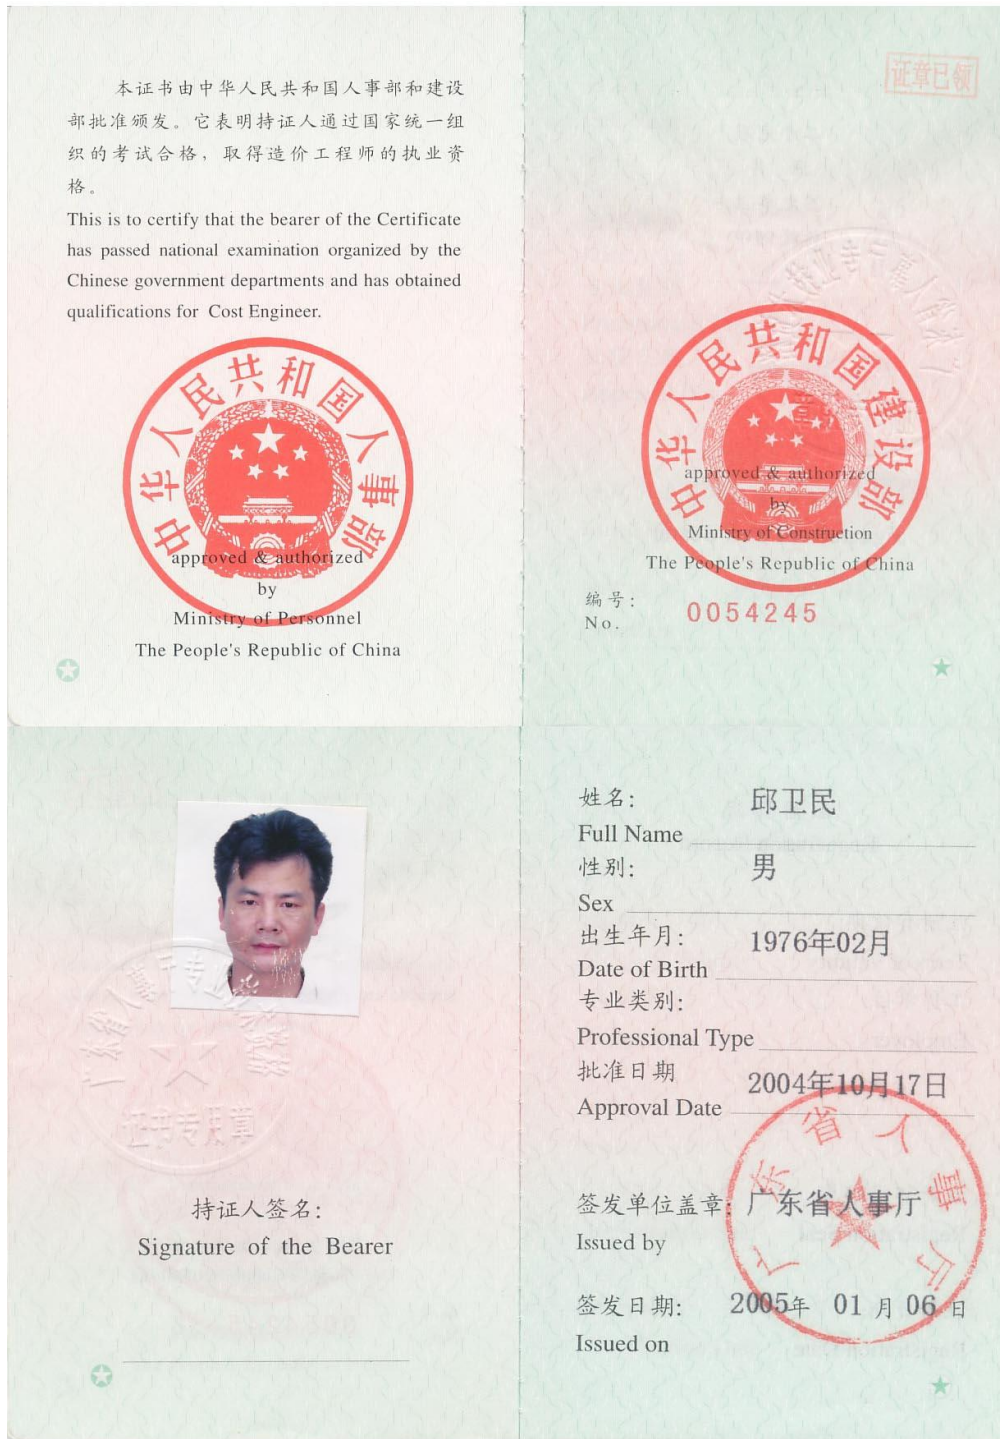 本证书由中华人民共和国人事部和建设
部批准颁发。它表明持证人通过国家统一组
织的考试合格，取得造价工程师的执业资
格。
This is to certify that the bearer of the Certificate
has passed national examination organized by the
Chinese government departments and has obtained
qualifications for Cost Engineer.
中华人民共和国人事部
approved & authorized
by
Ministry of Personnel
The People's Republic of China
证章已领
中华人民共和国建设部
approved & authorized
by
Ministry of Construction
The People's Republic of China
编号:
No. 0054245
证书专用章
持证人签名:
Signature of the Bearer
姓名: 邱卫民
Full Name
性别: 男
Sex
出生年月: 1976年02月
Date of Birth
专业类别:
Professional Type
批准日期 2004年10月17日
Approval Date
广东省人事厅
签发单位盖章: 广东省人事厅
Issued by
签发日期: 2005年 01月06日
Issued on